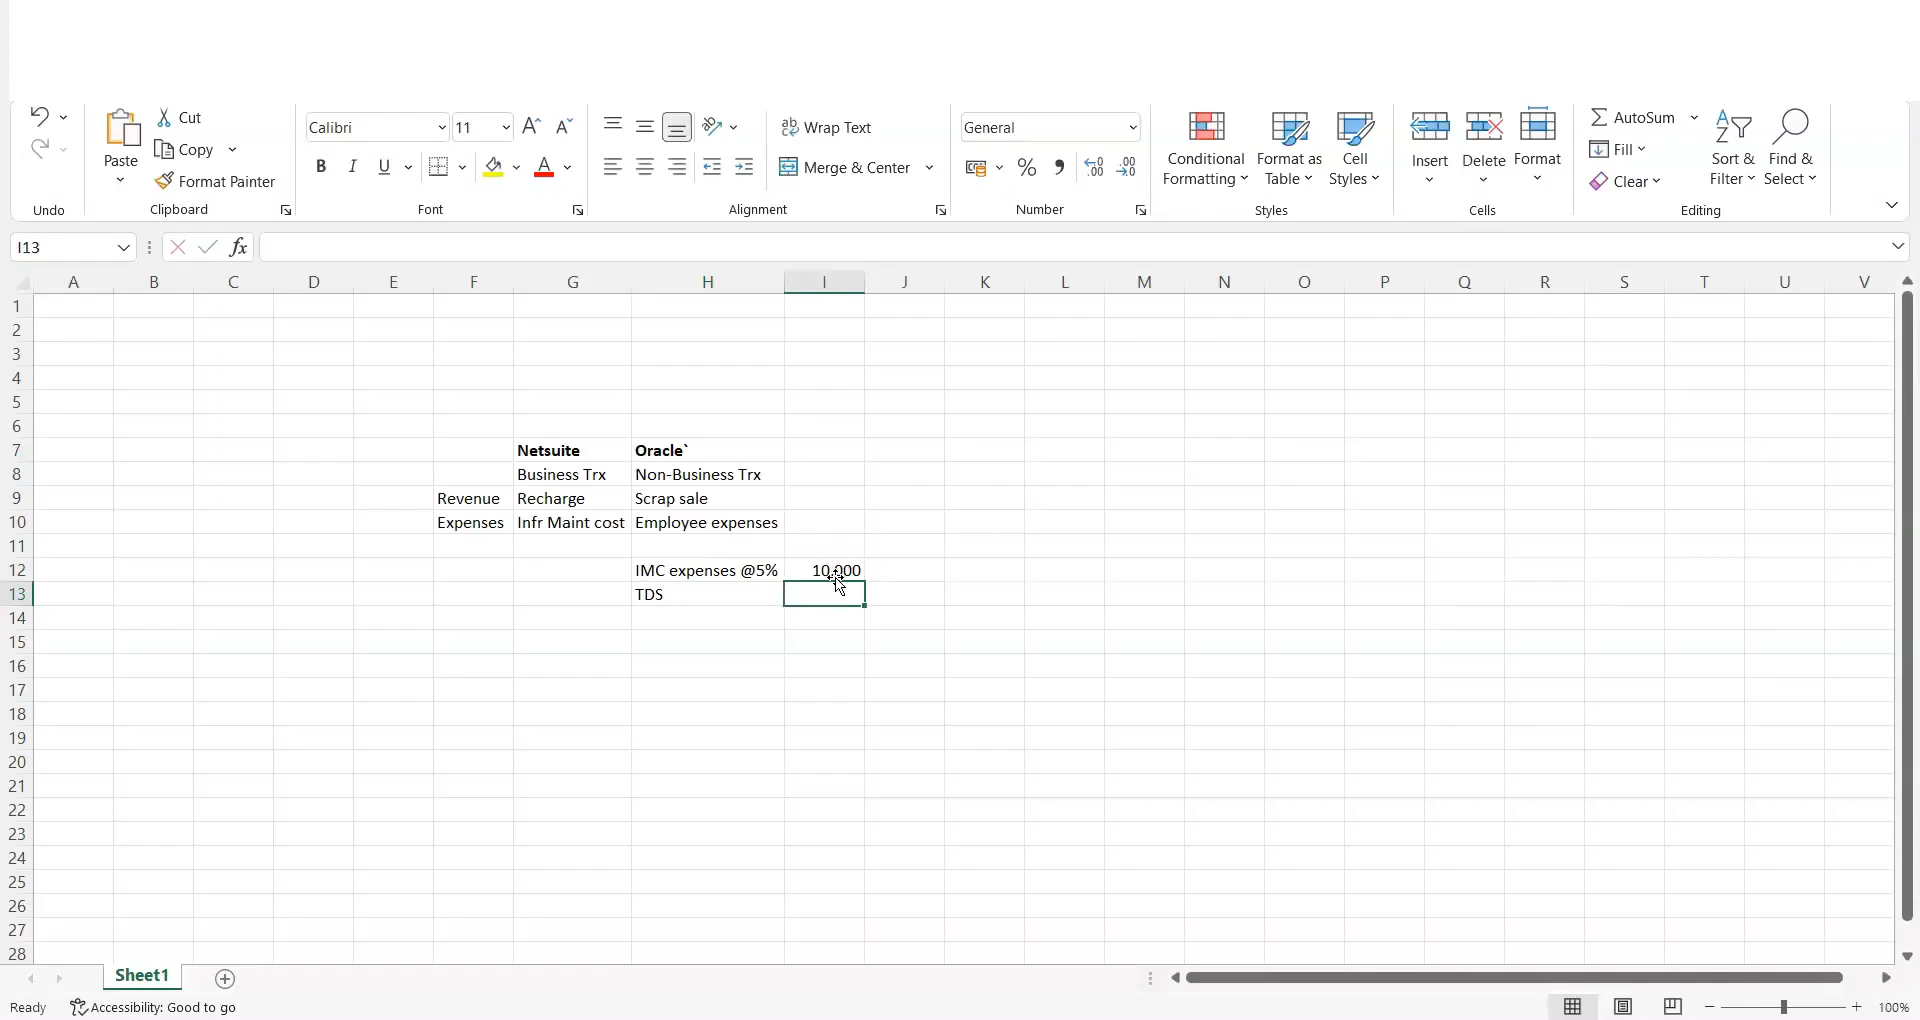 Cut
Copy
Paste
Format Painter
Undo
Clipboard
Calibri
11
B I U A
Font
Wrap Text
Merge & Center
Alignment
General
%
Number
Conditional Formatting
Format as Table
Cell Styles
Styles
Insert
Delete
Format
Cells
AutoSum
Fill
Clear
Sort & Filter
Find & Select
Editing
I13
fx
A B C D E F G H I J K L M N O P Q R S T U V
1
2
3
4
5
6
7 Netsuite Oracle`
8 Business Trx Non-Business Trx
9 Revenue Recharge Scrap sale
10 Expenses Infr Maint cost Employee expenses
11
12 IMC expenses @5% 10,000
13 TDS
14
15
16
17
18
19
20
21
22
23
24
25
26
27
28
Sheet1
Ready
Accessibility: Good to go
100%